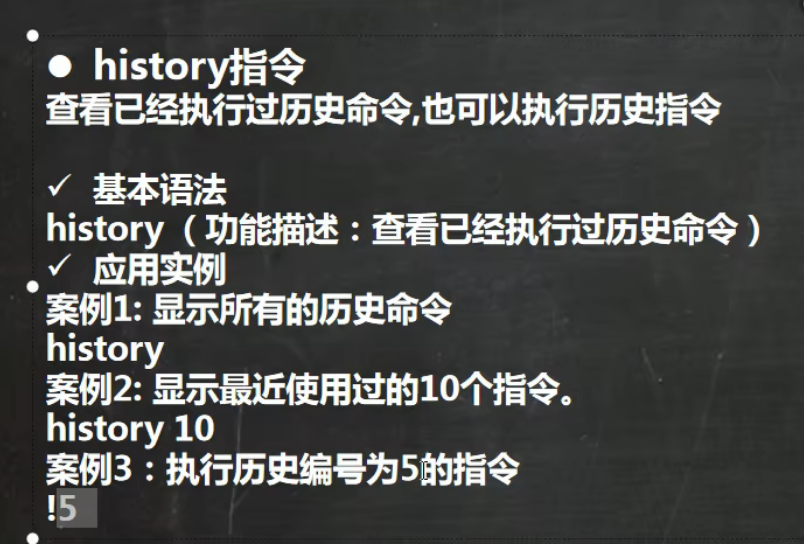 ● history指令
查看已经执行过历史命令,也可以执行历史指令
✓ 基本语法
history（功能描述：查看已经执行过历史命令）
✓ 应用实例
案例1: 显示所有的历史命令
history
案例2: 显示最近使用过的10个指令。
history 10
案例3：执行历史编号为5的指令
!5